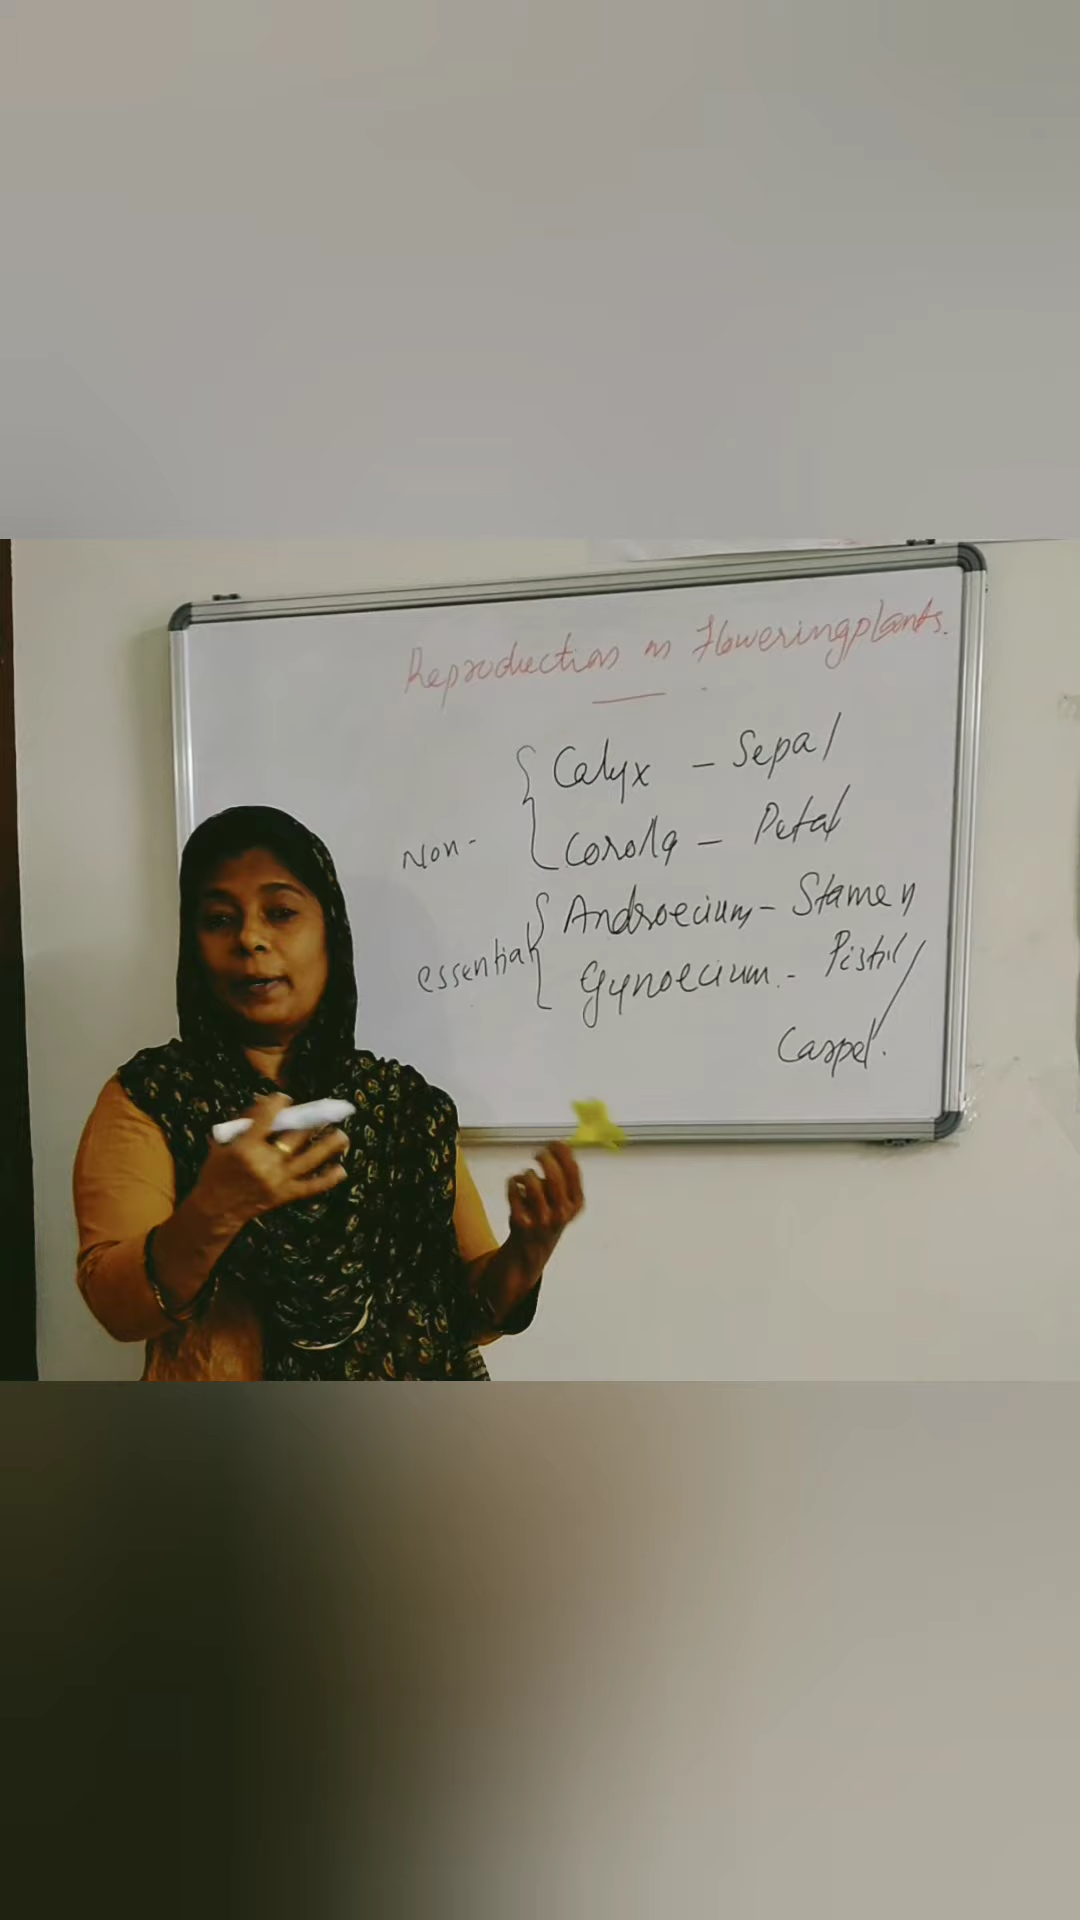 Reproduction in Floweringplants.
Calyx - Sepal
Non-
Corolla - Petal
Androecium - Stamen
essential
Gynoecium. - Pistil/
Carpel.